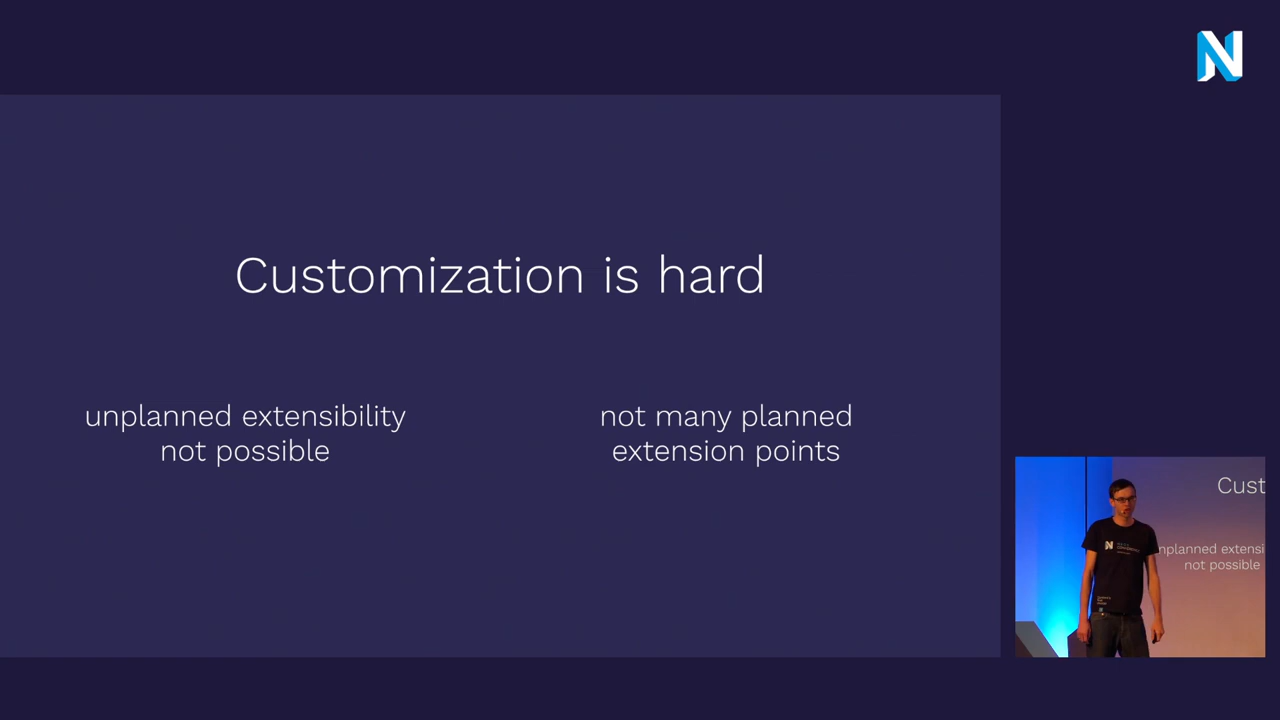 Customization is hard
unplanned extensibility
not possible
not many planned
extension points
Cust
nplanned extensi
not possible